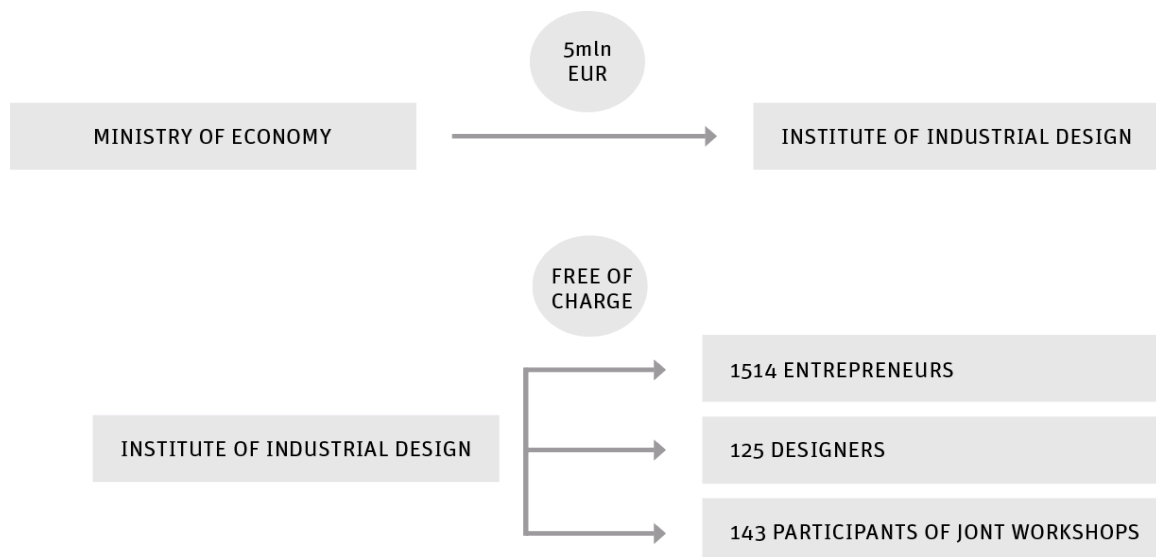 5mln
EUR
MINISTRY OF ECONOMY
INSTITUTE OF INDUSTRIAL DESIGN
FREE OF
CHARGE
1514 ENTREPRENEURS
INSTITUTE OF INDUSTRIAL DESIGN
125 DESIGNERS
143 PARTICIPANTS OF JONT WORKSHOPS